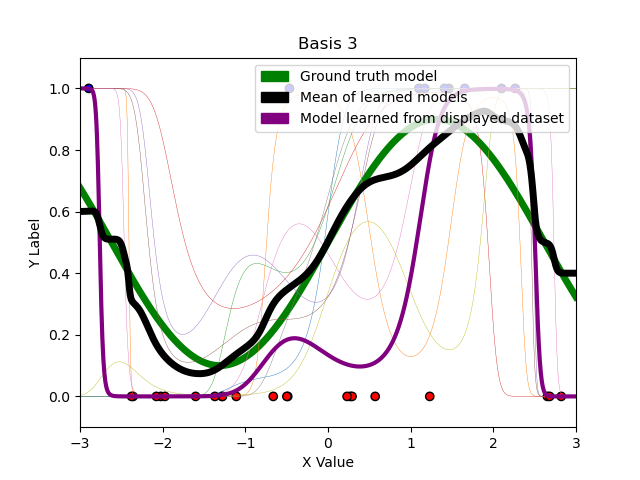 Basis 3
Ground truth model
Mean of learned models
Model learned from displayed dataset
1.0
0.8
0.6
0.4
0.2
0.0
Y Label
−3 −2 −1 0 1 2 3
X Value